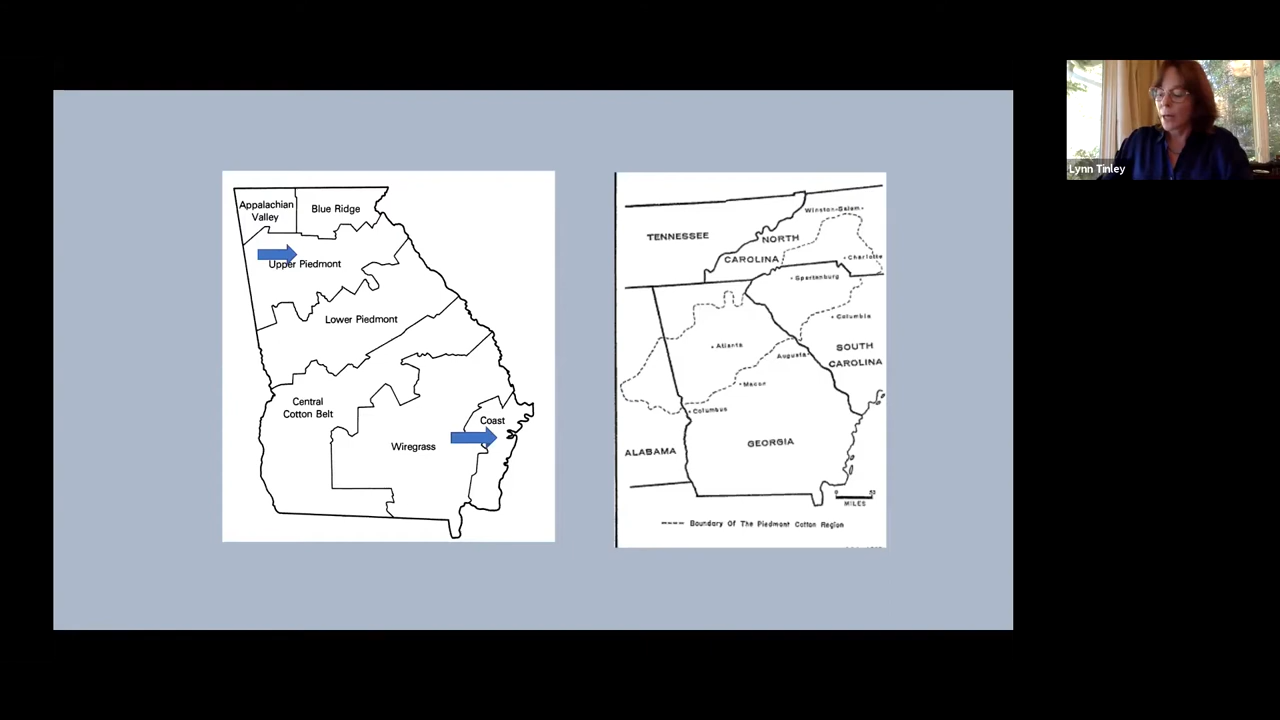 Appalachian
Valley
Blue Ridge
Upper Piedmont
Lower Piedmont
Central
Cotton Belt
Coast
Wiregrass
Winston-Salem
TENNESSEE
NORTH
CAROLINA
Charlotte
Spartanburg
Columbia
Atlanta
SOUTH
CAROLINA
Augusta
Macon
Columbus
GEORGIA
ALABAMA
0 50
MILES
Boundary Of The Piedmont Cotton Region
Lynn Tinley